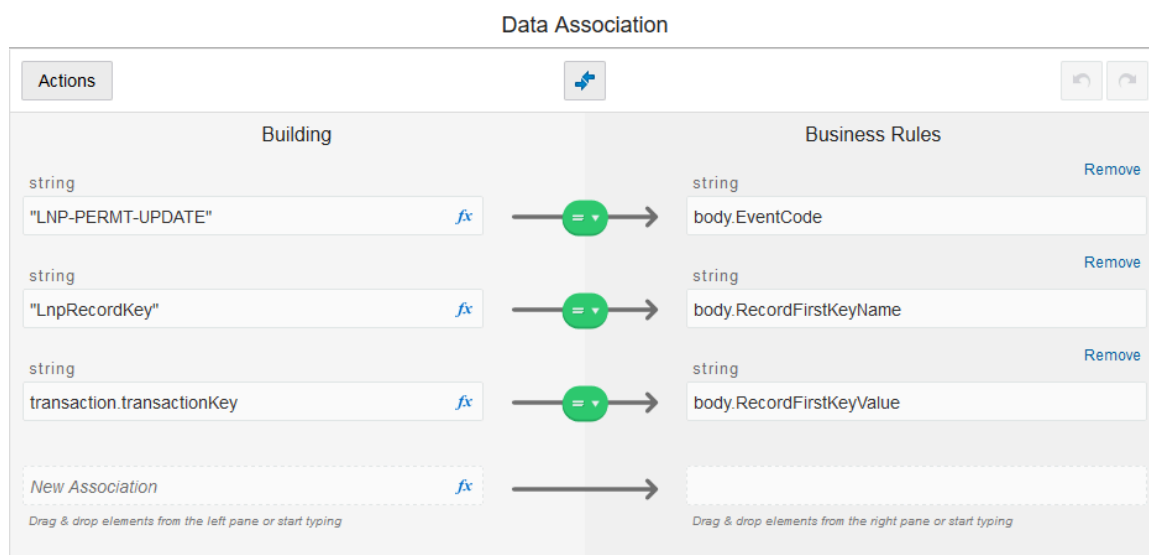 Data Association
Actions
Building
Business Rules
Remove
string
string
"LNP-PERMT-UPDATE"
fx
=
body.EventCode
Remove
string
string
"LnpRecordKey"
fx
=
body.RecordFirstKeyName
Remove
string
string
transaction.transactionKey
fx
=
body.RecordFirstKeyValue
New Association
fx
Drag & drop elements from the left pane or start typing
Drag & drop elements from the right pane or start typing